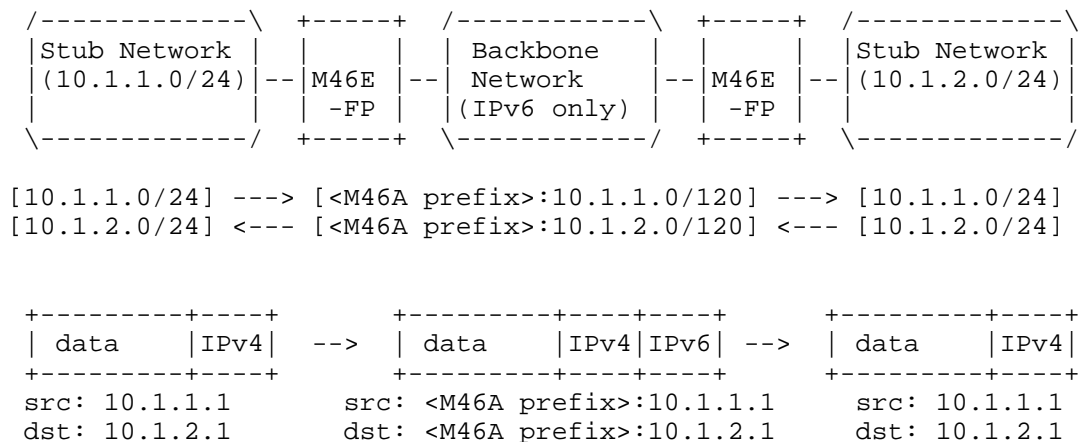 /-------------\  +-----+  /------------\  +-----+  /-------------\
|Stub Network |  |     |  | Backbone   |  |     |  |Stub Network |
|(10.1.1.0/24)|--|M46E |--| Network    |--|M46E |--|(10.1.2.0/24)|
|             |  | -FP |  |(IPv6 only) |  | -FP |  |             |
\-------------/  +-----+  \------------/  +-----+  \-------------/
[10.1.1.0/24] ---> [<M46A prefix>:10.1.1.0/120] ---> [10.1.1.0/24]
[10.1.2.0/24] <--- [<M46A prefix>:10.1.2.0/120] <--- [10.1.2.0/24]
+---------+----+        +---------+----+----+       +---------+----+
| data    |IPv4|  -->   | data    |IPv4|IPv6| -->   | data    |IPv4|
+---------+----+        +---------+----+----+       +---------+----+
src: 10.1.1.1       src: <M46A prefix>:10.1.1.1     src: 10.1.1.1
dst: 10.1.2.1       dst: <M46A prefix>:10.1.2.1     dst: 10.1.2.1